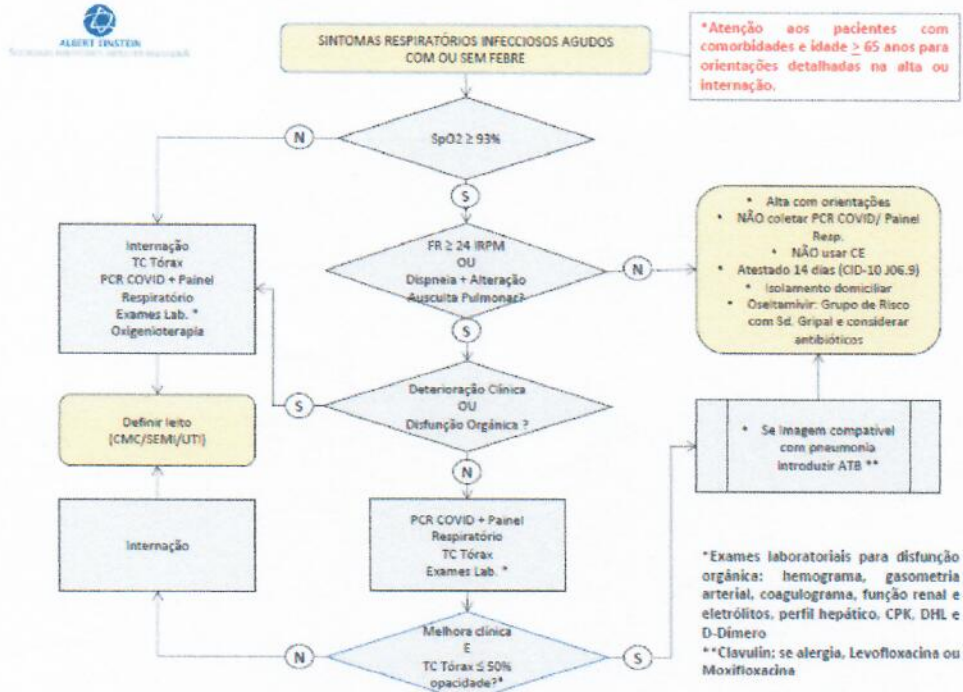 ALBERT EINSTEIN
SINTOMAS RESPIRATÓRIOS INFECCIOSOS AGUDOS
COM OU SEM FEBRE
*Atenção aos pacientes com
comorbidades e idade ≥ 65 anos para
orientações detalhadas na alta ou
internação.
N
SpO2 ≥ 93%
S
Internação
TC Tórax
PCR COVID + Painel
Respiratório
Exames Lab. *
Oxigenioterapia
FR ≥ 24 IRPM
OU
Dispneia + Alteração
Ausculta Pulmonar?
N
• Alta com orientações
• NÃO coletar PCR COVID/ Painel
Resp.
• NÃO usar CE
• Atestado 14 dias (CID-10 J06.9)
• Isolamento domiciliar
• Oseltamivir: Grupo de Risco
com Sd. Gripal e considerar
antibióticos
S
S
Deterioração Clínica
OU
Disfunção Orgânica ?
Definir leito
(CMC/SEMI/UTI)
N
• Se Imagem compatível
com pneumonia
Introduzir ATB **
Internação
PCR COVID + Painel
Respiratório
TC Tórax
Exames Lab. *
*Exames laboratoriais para disfunção
orgânica: hemograma, gasometria
arterial, coagulograma, função renal e
eletrólitos, perfil hepático, CPK, DHL e
D-Dímero
**Clavulin; se alergia, Levofloxacina ou
Moxifloxacina
N
Melhora clínica
E
TC Tórax ≤ 50%
opacidade?*
S